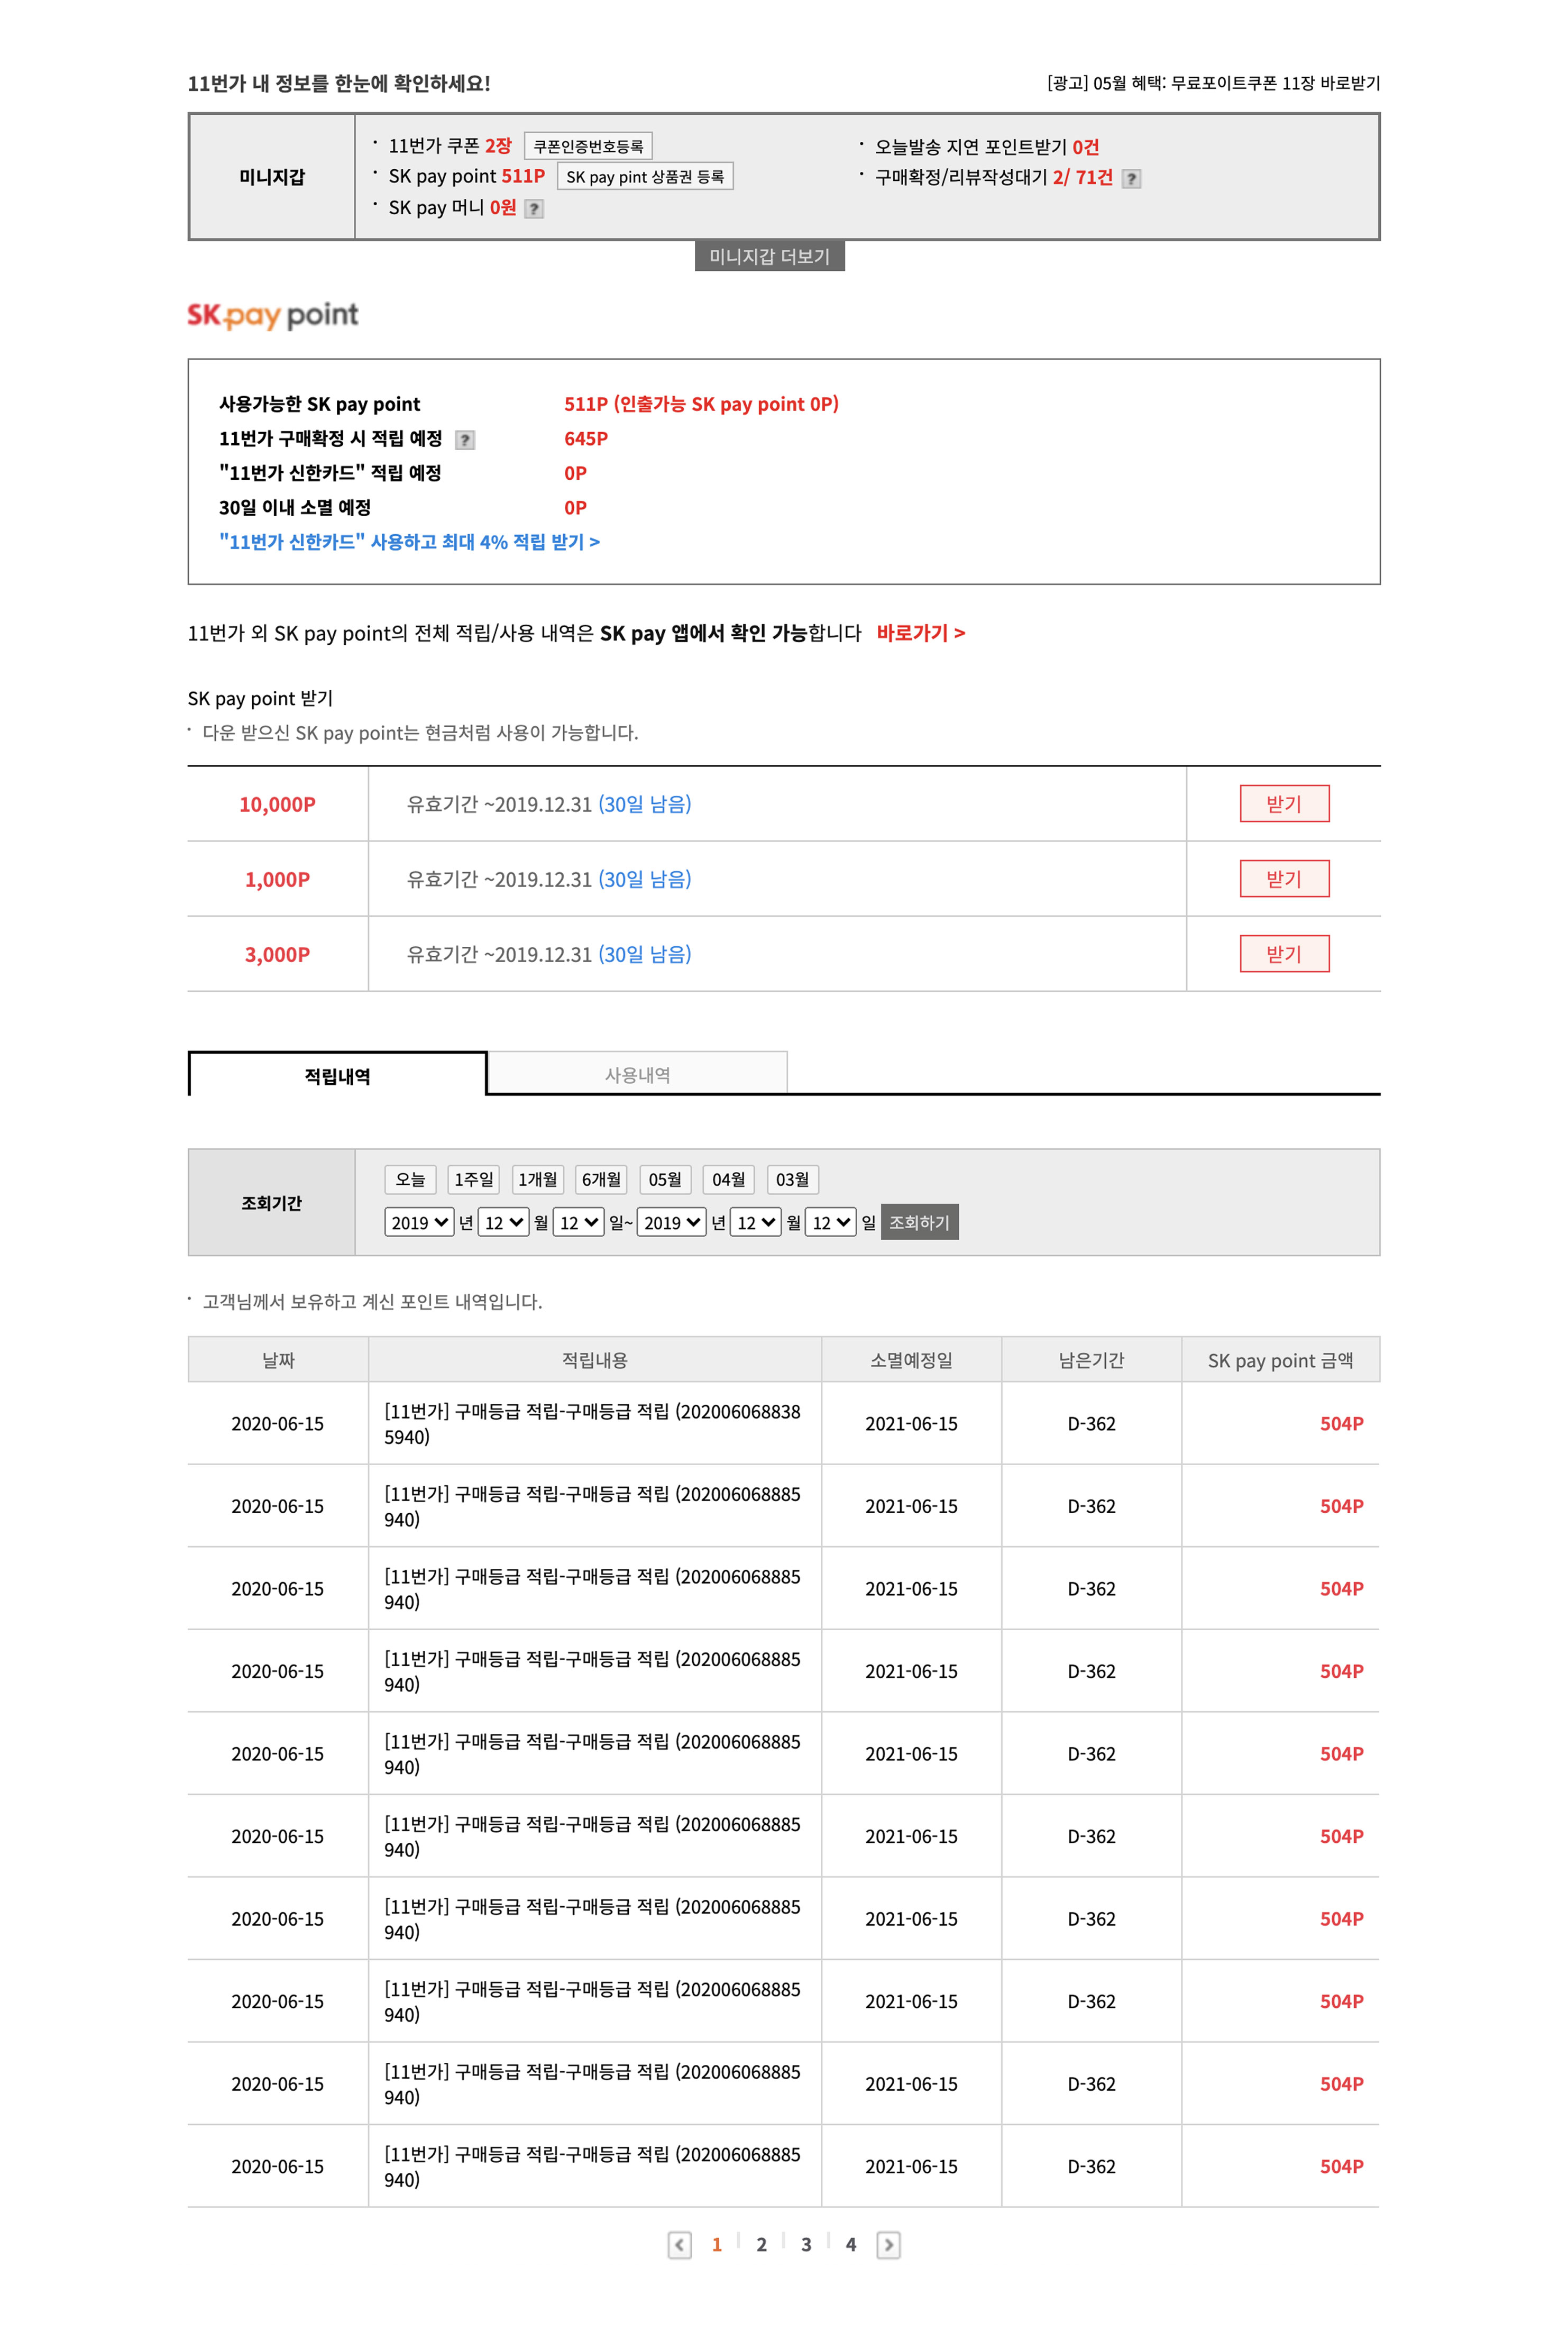 11번가 내 정보를 한눈에 확인하세요!
[광고] 05월 혜택: 무료포이트쿠폰 11장 바로받기
미니지갑
· 11번가 쿠폰 2장 쿠폰인증번호등록
· SK pay point 511P SK pay pint 상품권 등록
· SK pay 머니 0원 ?
· 오늘발송 지연 포인트받기 0건
· 구매확정/리뷰작성대기 2/ 71건 ?
미니지갑 더보기
SK pay point
사용가능한 SK pay point 511P (인출가능 SK pay point 0P)
11번가 구매확정 시 적립 예정 ? 645P
"11번가 신한카드" 적립 예정 0P
30일 이내 소멸 예정 0P
"11번가 신한카드" 사용하고 최대 4% 적립 받기 >
11번가 외 SK pay point의 전체 적립/사용 내역은 SK pay 앱에서 확인 가능합니다 바로가기 >
SK pay point 받기
· 다운 받으신 SK pay point는 현금처럼 사용이 가능합니다.
10,000P 유효기간 ~2019.12.31 (30일 남음) 받기
1,000P 유효기간 ~2019.12.31 (30일 남음) 받기
3,000P 유효기간 ~2019.12.31 (30일 남음) 받기
적립내역 사용내역
조회기간
오늘 1주일 1개월 6개월 05월 04월 03월
2019 년 12 월 12 일~ 2019 년 12 월 12 일 조회하기
· 고객님께서 보유하고 계신 포인트 내역입니다.
날짜 적립내용 소멸예정일 남은기간 SK pay point 금액
2020-06-15 [11번가] 구매등급 적립-구매등급 적립 (202006068838
5940) 2021-06-15 D-362 504P
2020-06-15 [11번가] 구매등급 적립-구매등급 적립 (202006068885
940) 2021-06-15 D-362 504P
2020-06-15 [11번가] 구매등급 적립-구매등급 적립 (202006068885
940) 2021-06-15 D-362 504P
2020-06-15 [11번가] 구매등급 적립-구매등급 적립 (202006068885
940) 2021-06-15 D-362 504P
2020-06-15 [11번가] 구매등급 적립-구매등급 적립 (202006068885
940) 2021-06-15 D-362 504P
2020-06-15 [11번가] 구매등급 적립-구매등급 적립 (202006068885
940) 2021-06-15 D-362 504P
2020-06-15 [11번가] 구매등급 적립-구매등급 적립 (202006068885
940) 2021-06-15 D-362 504P
2020-06-15 [11번가] 구매등급 적립-구매등급 적립 (202006068885
940) 2021-06-15 D-362 504P
2020-06-15 [11번가] 구매등급 적립-구매등급 적립 (202006068885
940) 2021-06-15 D-362 504P
2020-06-15 [11번가] 구매등급 적립-구매등급 적립 (202006068885
940) 2021-06-15 D-362 504P
1 2 3 4